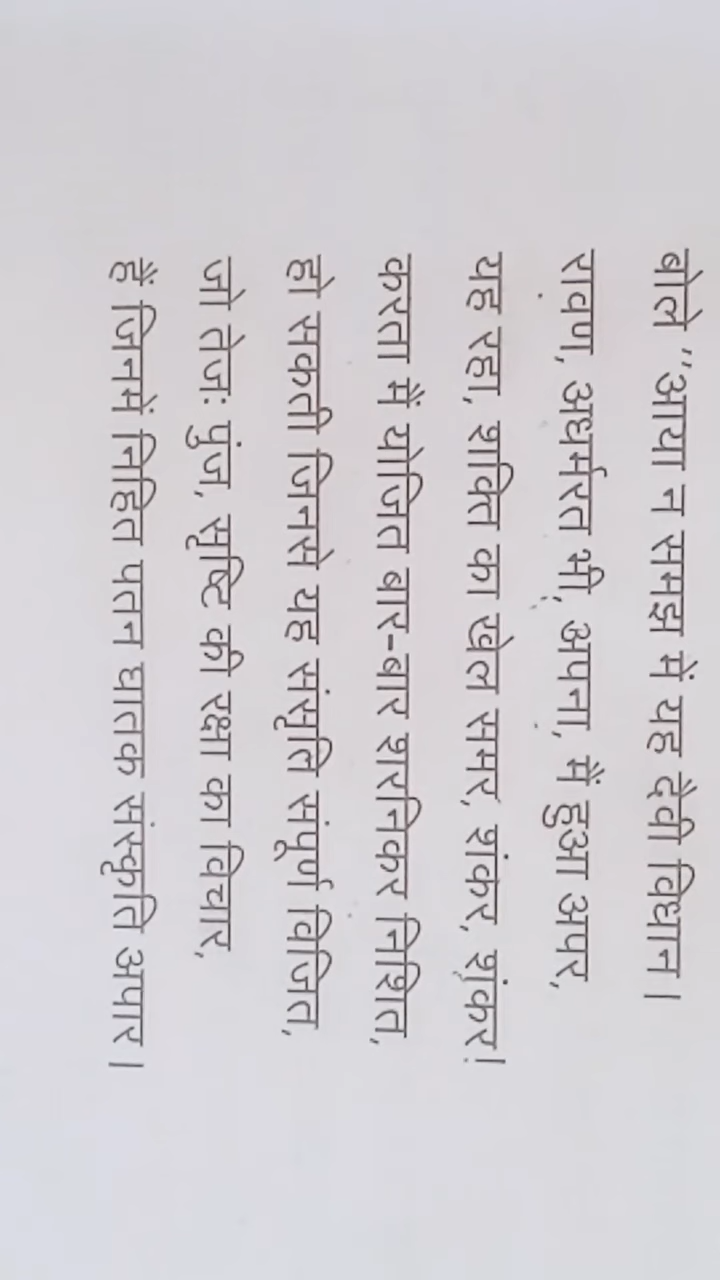 बोले "आया न समझ में यह दैवी विधान।
रावण, अधर्मरत भी, अपना, मैं हुआ अपर,
यह रहा, शक्ति का खेल समर, शंकर, शंकर!
करता मैं योजित बार-बार शरनिकर निशित,
हो सकती जिनसे यह संसृति संपूर्ण विजित,
जो तेजः पुंज, सृष्टि की रक्षा का विचार,
हैं जिनमें निहित पतन घातक संस्कृति अपार।